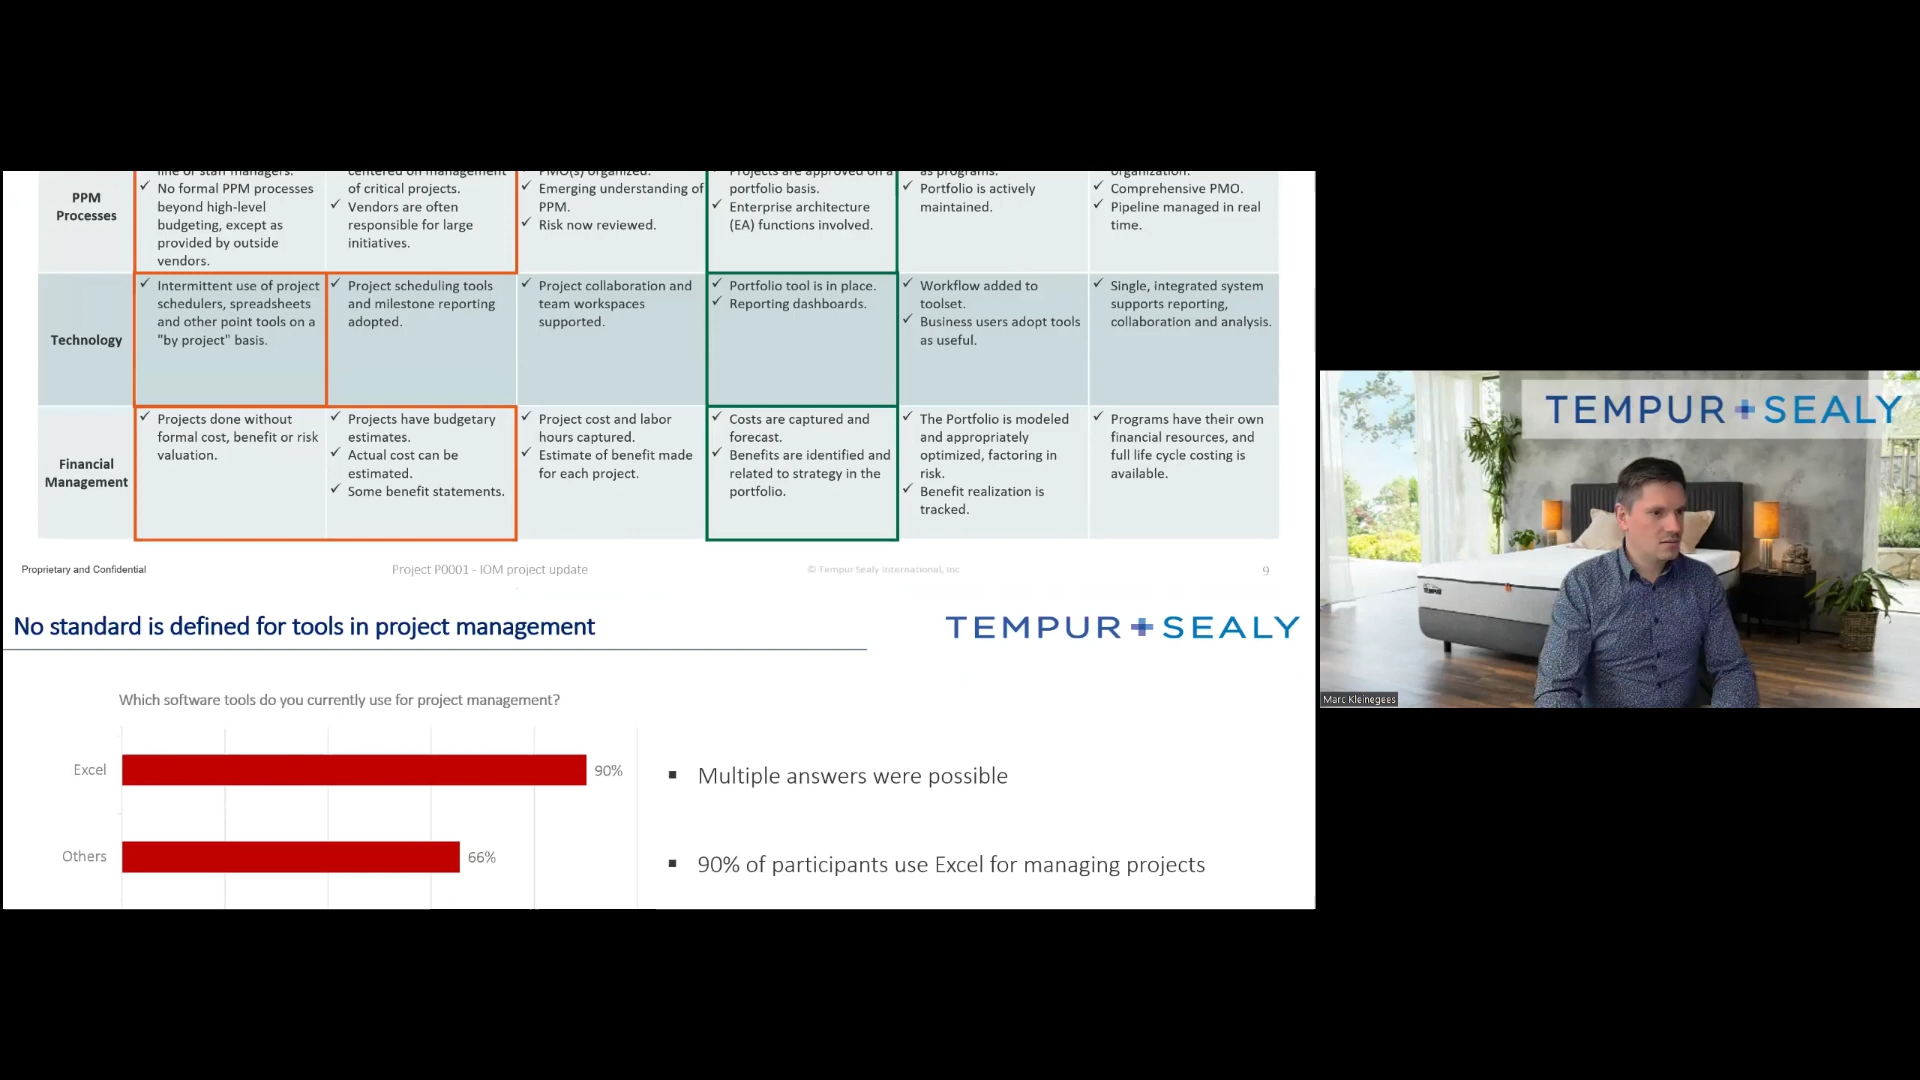 line of staff managers.
No formal PPM processes
beyond high-level
budgeting, except as
provided by outside
vendors.
centered on management
of critical projects.
Vendors are often
responsible for large
initiatives.
PMO(s) organized.
Emerging understanding of
PPM.
Risk now reviewed.
Projects are approved on a
portfolio basis.
Enterprise architecture
(EA) functions involved.
as programs.
Portfolio is actively
maintained.
organization.
Comprehensive PMO.
Pipeline managed in real
time.
PPM
Processes
Technology
Intermittent use of project
schedulers, spreadsheets
and other point tools on a
"by project" basis.
Project scheduling tools
and milestone reporting
adopted.
Project collaboration and
team workspaces
supported.
Portfolio tool is in place.
Reporting dashboards.
Workflow added to
toolset.
Business users adopt tools
as useful.
Single, integrated system
supports reporting,
collaboration and analysis.
Financial
Management
Projects done without
formal cost, benefit or risk
valuation.
Projects have budgetary
estimates.
Actual cost can be
estimated.
Some benefit statements.
Project cost and labor
hours captured.
Estimate of benefit made
for each project.
Costs are captured and
forecast.
Benefits are identified and
related to strategy in the
portfolio.
The Portfolio is modeled
and appropriately
optimized, factoring in
risk.
Benefit realization is
tracked.
Programs have their own
financial resources, and
full life cycle costing is
available.
Proprietary and Confidential
Project P0001 - IOM project update
© Tempur Sealy International, Inc
9
No standard is defined for tools in project management
TEMPUR + SEALY
Which software tools do you currently use for project management?
Excel
90%
Others
66%
Multiple answers were possible
90% of participants use Excel for managing projects
TEMPUR + SEALY
Marc Kleinegees